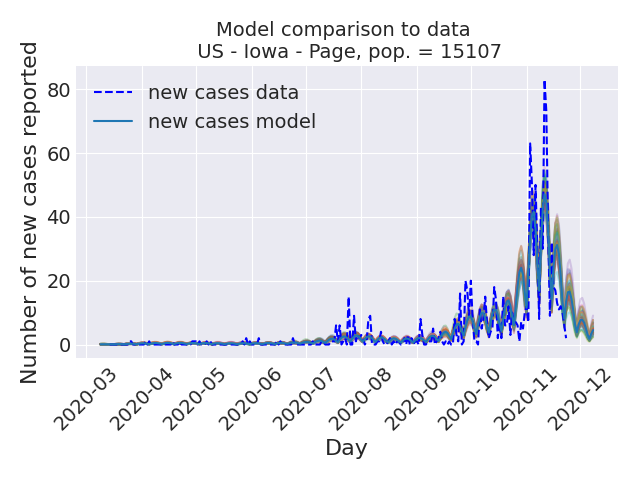 Model comparison to data
US - Iowa - Page, pop. = 15107
Number of new cases reported
80
60
40
20
0
new cases data
new cases model
2020-03
2020-04
2020-05
2020-06
2020-07
2020-08
2020-09
2020-10
2020-11
2020-12
Day